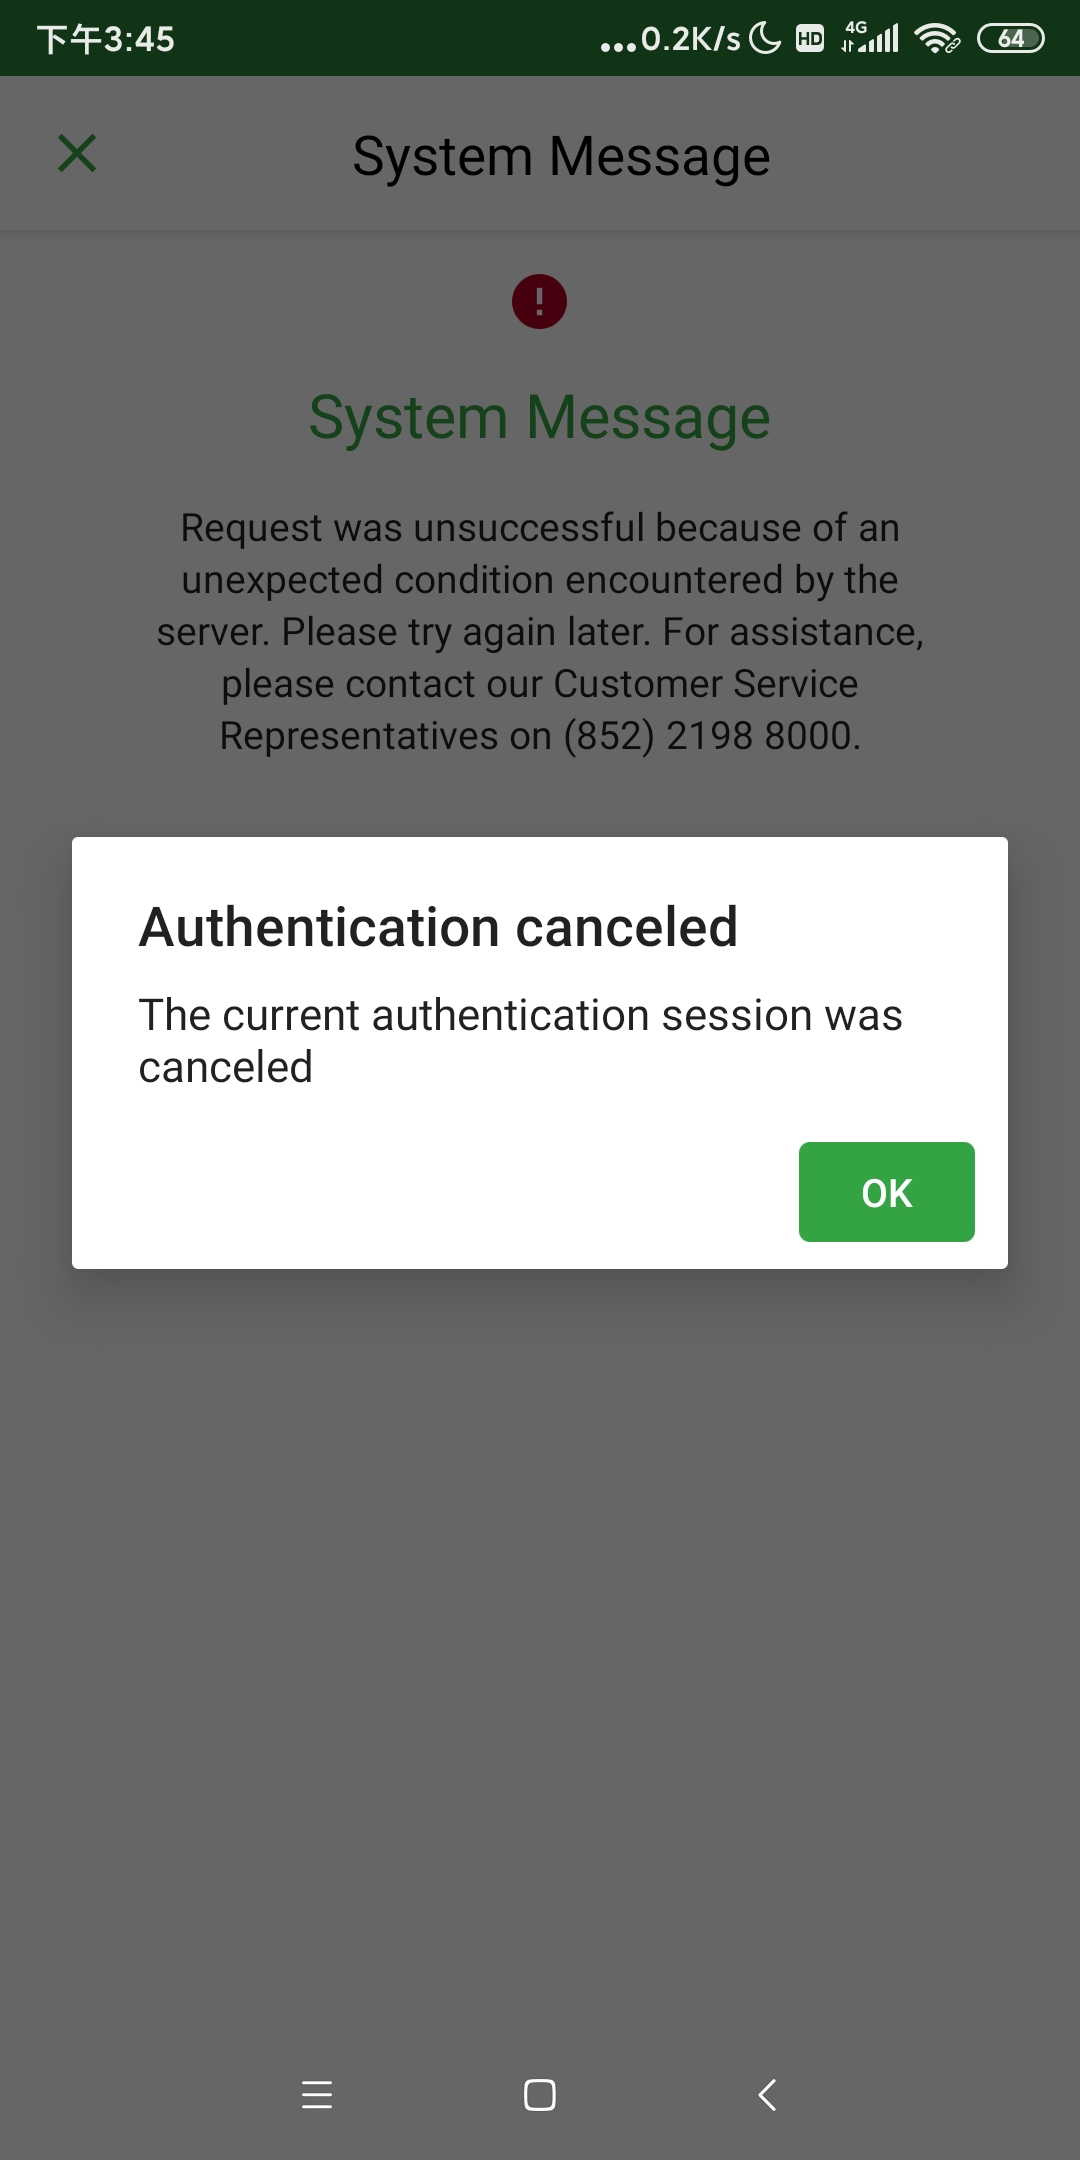 下午3:45
...0.2K/s HD 4G 64
System Message
System Message
Request was unsuccessful because of an
unexpected condition encountered by the
server. Please try again later. For assistance,
please contact our Customer Service
Representatives on (852) 2198 8000.
Authentication canceled
The current authentication session was
canceled
OK